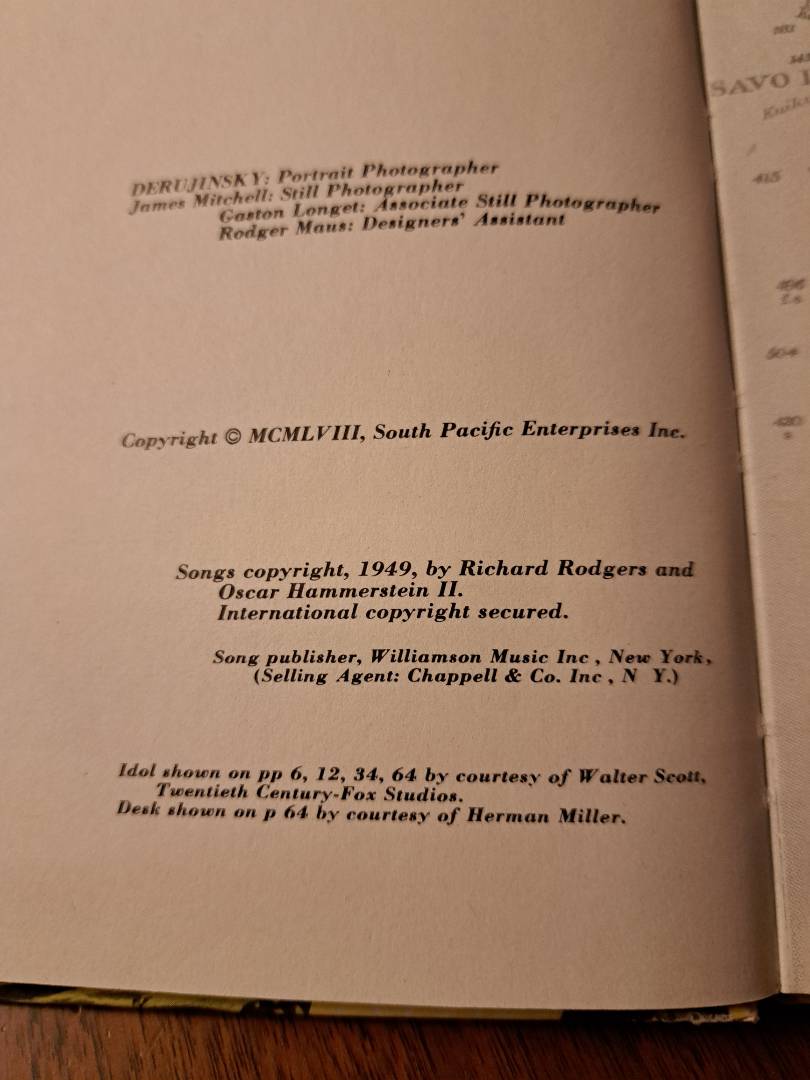 DERUJINSKY: Portrait Photographer
James Mitchell: Still Photographer
Gaston Longet: Associate Still Photographer
Rodger Maus: Designers' Assistant
Copyright © MCMLVIII, South Pacific Enterprises Inc.
Songs copyright, 1949, by Richard Rodgers and
Oscar Hammerstein II.
International copyright secured.
Song publisher, Williamson Music Inc , New York,
(Selling Agent: Chappell & Co. Inc , N Y.)
Idol shown on pp 6, 12, 34, 64 by courtesy of Walter Scott,
Twentieth Century-Fox Studios.
Desk shown on p 64 by courtesy of Herman Miller.
SAVO
415
504